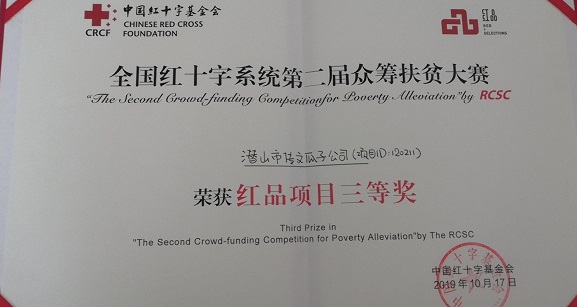 中国红十字基金会
CHINESE RED CROSS
FOUNDATION
CRCF
红品
SELECTIONS
全国红十字系统第二届众筹扶贫大赛
"The Second Crowd-funding Competitionfor Poverty Alleviation"by RCSC
潜山市传文瓜子公司(项目ID:120211)
荣获红品项目三等奖
Third Prize in
"The Second Crowd-funding Competition for Poverty Alleviation"by The RCSC
中国红十字基金会
2019年10月17日